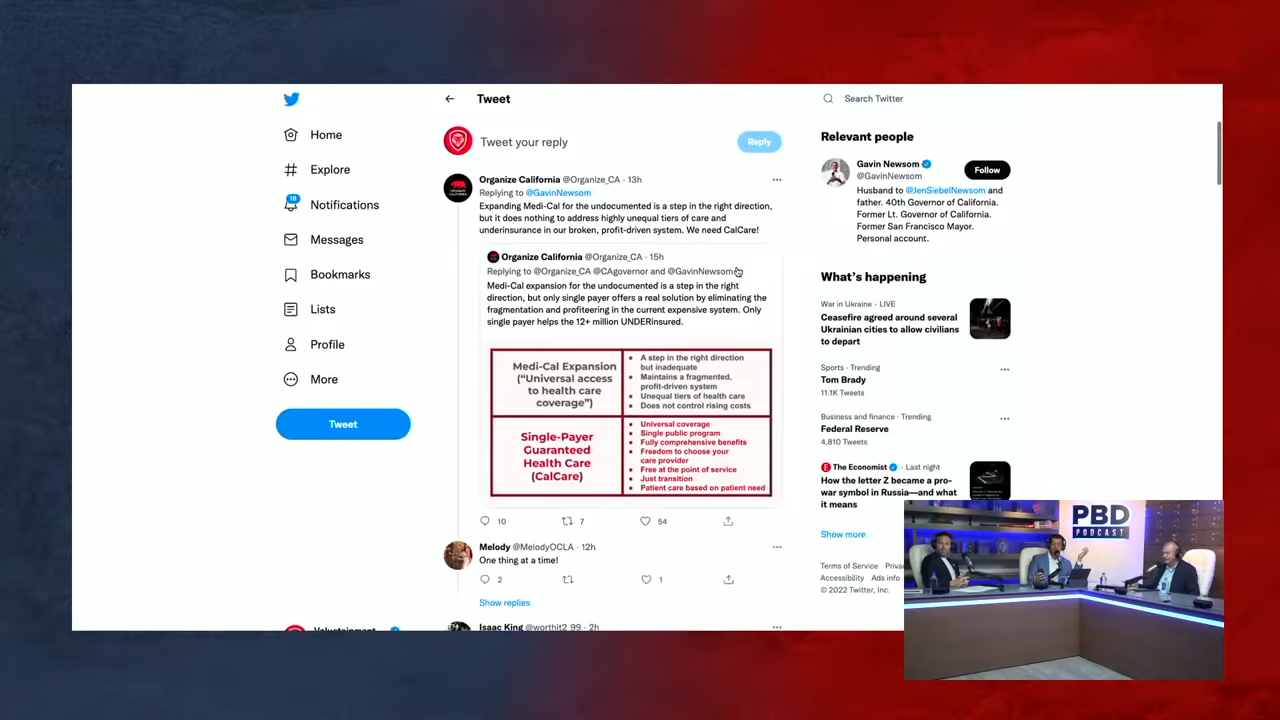 Home
Explore
18
Notifications
Messages
Bookmarks
Lists
Profile
More
Tweet
Tweet
Tweet your reply
Reply
Organize California @Organize_CA · 13h
Replying to @GavinNewsom
Expanding Medi-Cal for the undocumented is a step in the right direction,
but it does nothing to address highly unequal tiers of care and
underinsurance in our broken, profit-driven system. We need CalCare!
Organize California @Organize_CA · 15h
Replying to @Organize_CA @CAgovernor and @GavinNewsom
Medi-Cal expansion for the undocumented is a step in the right
direction, but only single payer offers a real solution by eliminating the
fragmentation and profiteering in the current expensive system. Only
single payer helps the 12+ million UNDERinsured.
Medi-Cal Expansion
("Universal access
to health care
coverage")
• A step in the right direction
but inadequate
• Maintains a fragmented,
profit-driven system
• Unequal tiers of health care
• Does not control rising costs
Single-Payer
Guaranteed
Health Care
(CalCare)
• Universal coverage
• Single public program
• Fully comprehensive benefits
• Freedom to choose your
care provider
• Free at the point of service
• Just transition
• Patient care based on patient need
10 7 54
Melody @MelodyOCLA · 12h
One thing at a time!
2 1
Show replies
Isaac King @worthit2_99 · 2h
Search Twitter
Relevant people
Gavin Newsom
@GavinNewsom
Follow
Husband to @JenSiebelNewsom and
father. 40th Governor of California.
Former Lt. Governor of California.
Former San Francisco Mayor.
Personal account.
What's happening
War in Ukraine · LIVE
Ceasefire agreed around several
Ukrainian cities to allow civilians
to depart
Sports · Trending
Tom Brady
11.1K Tweets
Business and finance · Trending
Federal Reserve
4,810 Tweets
The Economist · Last night
How the letter Z became a pro-
war symbol in Russia—and what
it means
Show more
Terms of Service
Accessibility Ads info
© 2022 Twitter, Inc.
PBD
PODCAST